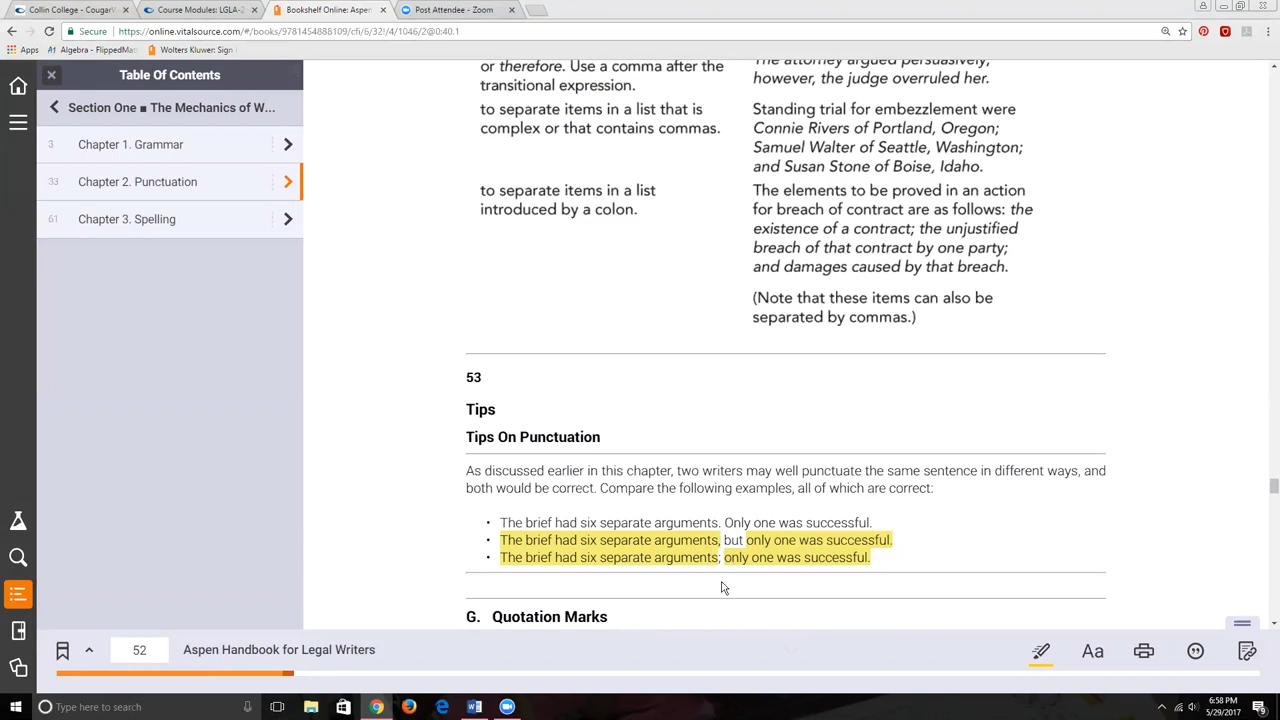 Collin College - CougarW
Course Modules: LGLA-2
Bookshelf Online: Aspen
Post Attendee - Zoom
Secure
https://online.vitalsource.com/#/books/9781454888109/cfi/6/32!/4/1046/2@0:40.1
Apps
Algebra - FlippedMat
Wolters Kluwer: Sign I
Table Of Contents
Section One ■ The Mechanics of W...
3 Chapter 1. Grammar
33 Chapter 2. Punctuation
61 Chapter 3. Spelling
or therefore. Use a comma after the
transitional expression.
The attorney argued persuasively;
however, the judge overruled her.
to separate items in a list that is
complex or that contains commas.
Standing trial for embezzlement were
Connie Rivers of Portland, Oregon;
Samuel Walter of Seattle, Washington;
and Susan Stone of Boise, Idaho.
to separate items in a list
introduced by a colon.
The elements to be proved in an action
for breach of contract are as follows: the
existence of a contract; the unjustified
breach of that contract by one party;
and damages caused by that breach.
(Note that these items can also be
separated by commas.)
53
Tips
Tips On Punctuation
As discussed earlier in this chapter, two writers may well punctuate the same sentence in different ways, and
both would be correct. Compare the following examples, all of which are correct:
• The brief had six separate arguments. Only one was successful.
• The brief had six separate arguments, but only one was successful.
• The brief had six separate arguments; only one was successful.
G. Quotation Marks
52
Aspen Handbook for Legal Writers
Aa
Type here to search
6:58 PM
5/29/2017